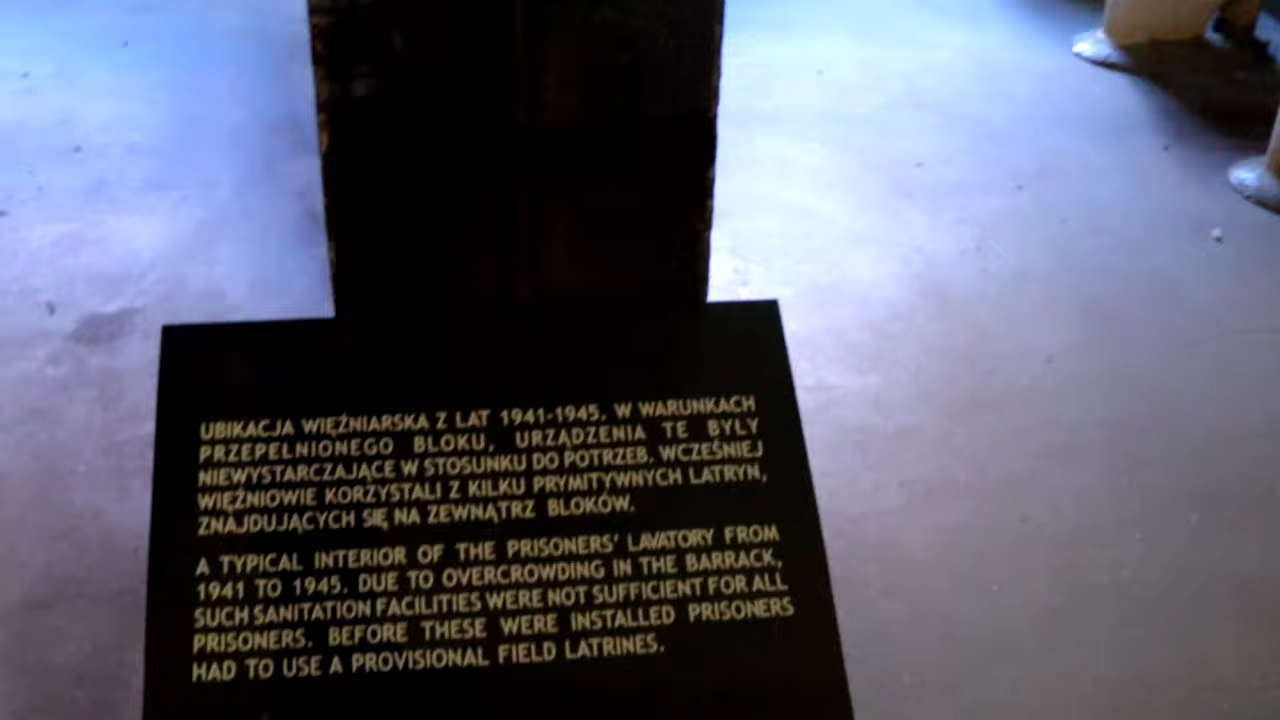 UBIKACJA WIĘŹNIARSKA Z LAT 1941-1945. W WARUNKACH
PRZEPEŁNIONEGO BLOKU, URZĄDZENIA TE BYŁY
NIEWYSTARCZAJĄCE W STOSUNKU DO POTRZEB. WCZEŚNIEJ
WIĘŹNIOWIE KORZYSTALI Z KILKU PRYMITYWNYCH LATRYN,
ZNAJDUJĄCYCH SIĘ NA ZEWNĄTRZ BLOKÓW.
A TYPICAL INTERIOR OF THE PRISONERS' LAVATORY FROM
1941 TO 1945. DUE TO OVERCROWDING IN THE BARRACK,
SUCH SANITATION FACILITIES WERE NOT SUFFICIENT FOR ALL
PRISONERS. BEFORE THESE WERE INSTALLED PRISONERS
HAD TO USE A PROVISIONAL FIELD LATRINES.